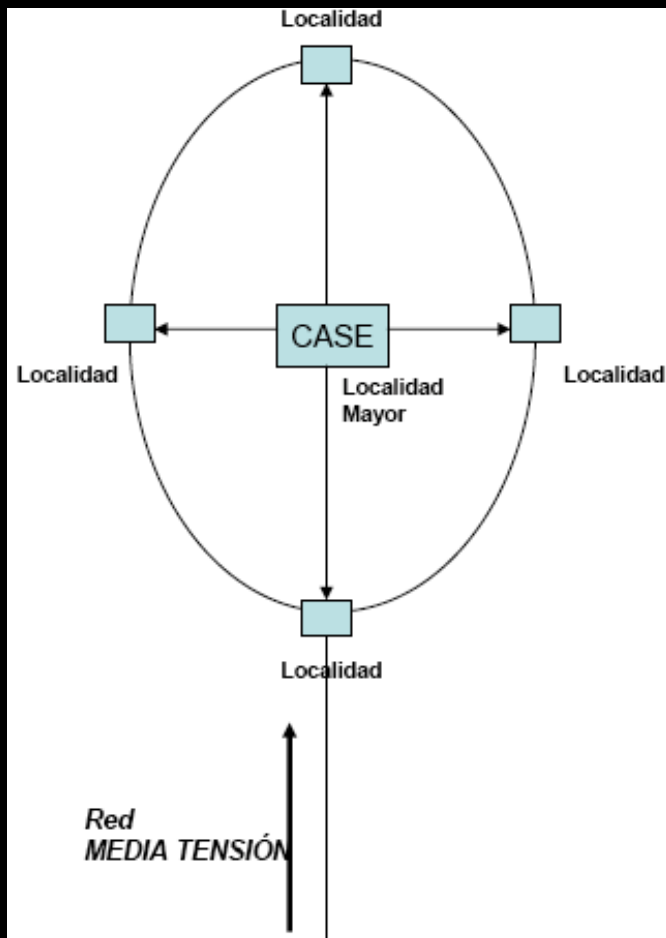 Localidad
CASE
Localidad
Localidad
Mayor
Localidad
Localidad
Red
MEDIA TENSIÓN